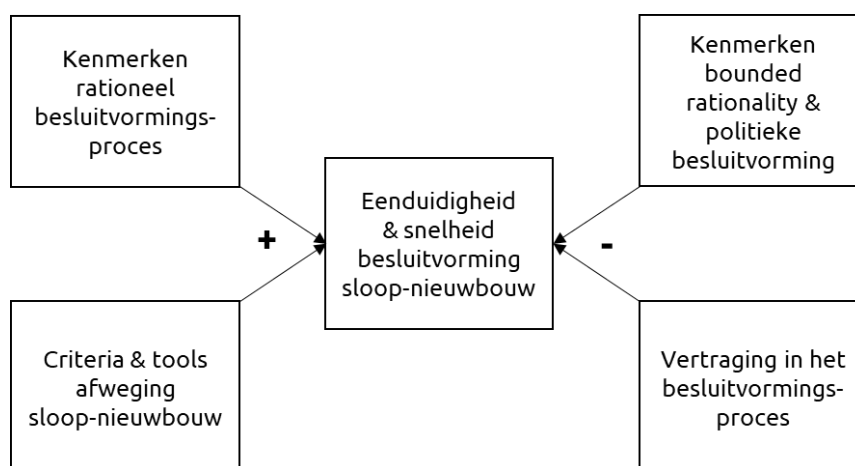 Kenmerken
rationeel
besluitvormings-
proces
Kenmerken
bounded
rationality &
politieke
besluitvorming
Eenduidigheid
& snelheid
besluitvorming
sloop-nieuwbouw
+
-
Criteria & tools
afweging
sloop-nieuwbouw
Vertraging in het
besluitvormings-
proces